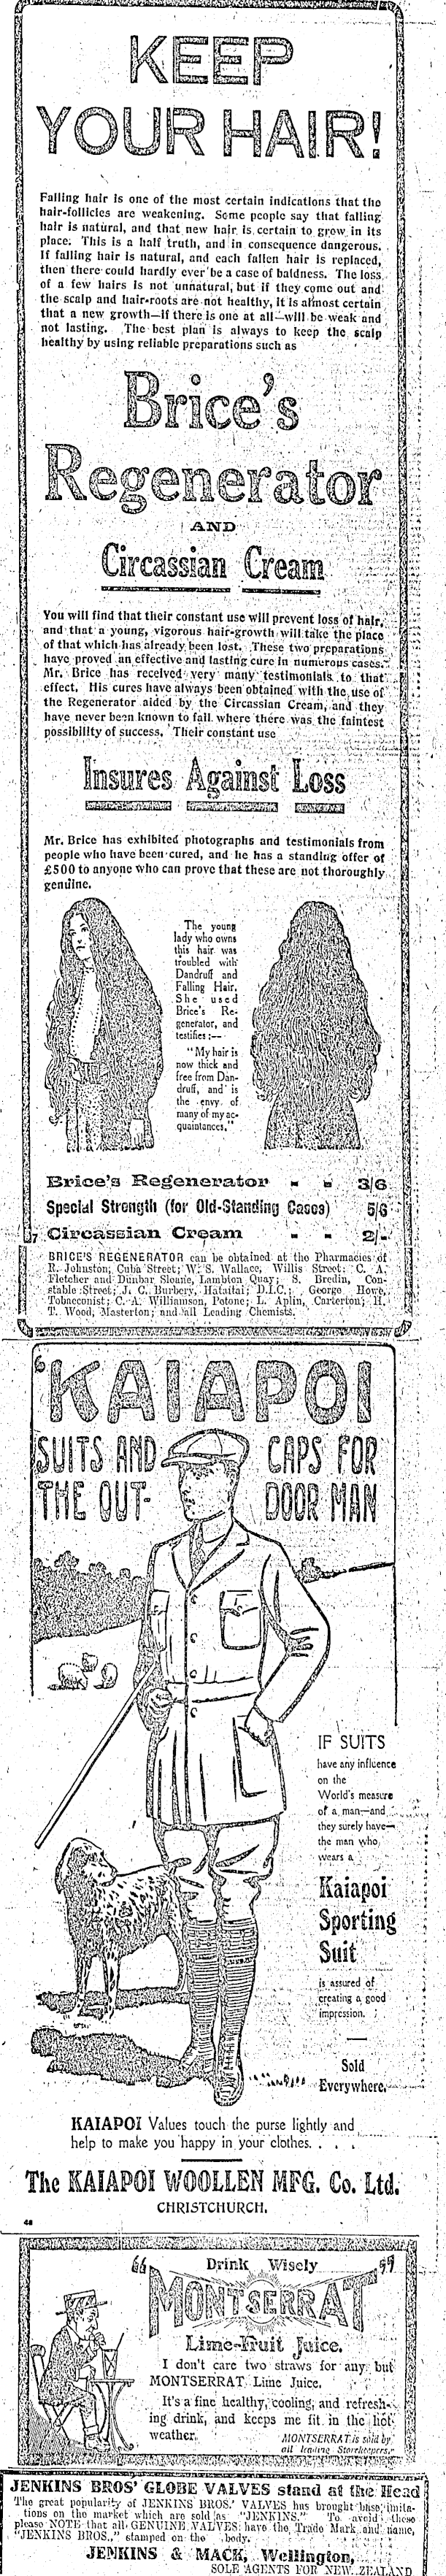 KEEP
YOUR HAIR!
Falling hair is one of the most certain indications that the
hair-follicles are weakening. Some people say that falling
hair is natural, and that new hair is certain to grow in its
place. This is a half truth, and in consequence dangerous.
If falling hair is natural, and each fallen hair is replaced,
then there could hardly ever be a case of baldness. The loss
of a few hairs is not unnatural, but if they come out and
the scalp and hair-roots are not healthy, it is almost certain
that a new growth—if there is one at all—will be weak and
not lasting. The best plan is always to keep the scalp
healthy by using reliable preparations such as
Brice's
Regenerator
AND
Circassian Cream
You will find that their constant use will prevent loss of hair,
and that a young, vigorous hair-growth will take the place
of that which has already been lost. These two preparations
have proved an effective and lasting cure in numerous cases.
Mr. Brice has received very many testimonials to that
effect. His cures have always been obtained with the use of
the Regenerator aided by the Circassian Cream, and they
have never been known to fail where there was the faintest
possibility of success. Their constant use
Insures Against Loss
Mr. Brice has exhibited photographs and testimonials from
people who have been cured, and he has a standing offer of
£500 to anyone who can prove that these are not thoroughly
genuine.
The young
lady who owns
this hair was
troubled with
Dandruff and
Falling Hair.
She used
Brice's Re-
generator, and
testifies:—
"My hair is
now thick and
free from Dan-
druff, and is
the envy of
many of my ac-
quaintances."
Brice's Regenerator - - 3/6
Special Strength (for Old-Standing Cases) 5/6
7 Circassian Cream - - 2/-
BRICE'S REGENERATOR can be obtained at the Pharmacies of
R. Johnston, Cuba Street; W. S. Wallace, Willis Street; C. A.
Fletcher and Dunbar Sloane, Lambton Quay; S. Bredin, Con-
stable Street; J. C. Burbery, Hataitai; D.I.C.; George Howe,
Tobacconist; C. A. Williamson, Petone; L. Aplin, Carterton; H.
T. Wood, Masterton; and all Leading Chemists.
'KAIAPOI
SUITS AND CAPS FOR
THE OUT- DOOR MAN
IF SUITS
have any influence
on the
World's measure
of a man—and
they surely have—
the man who
wears a
Kaiapoi
Sporting
Suit
is assured of
creating a good
impression.
Sold
Everywhere.
KAIAPOI Values touch the purse lightly and
help to make you happy in your clothes. . . .
The KAIAPOI WOOLLEN MFG. Co. Ltd.
CHRISTCHURCH.
48
Drink Wisely
"MONTSERRAT"
Lime-Fruit Juice.
I don't care two straws for any but
MONTSERRAT Lime Juice.
It's a fine healthy, cooling, and refresh-
ing drink, and keeps me fit in the hot
weather.
MONTSERRAT is sold by
all leading Storekeepers.
JENKINS BROS' GLOBE VALVES stand at the Head
The great popularity of JENKINS BROS.' VALVES has brought base imita-
tions on the market which are sold as "JENKINS." To avoid these
please NOTE that all GENUINE VALVES have the Trade Mark and name,
"JENKINS BROS.," stamped on the body.
JENKINS & MACK, Wellington,
SOLE AGENTS FOR NEW ZEALAND